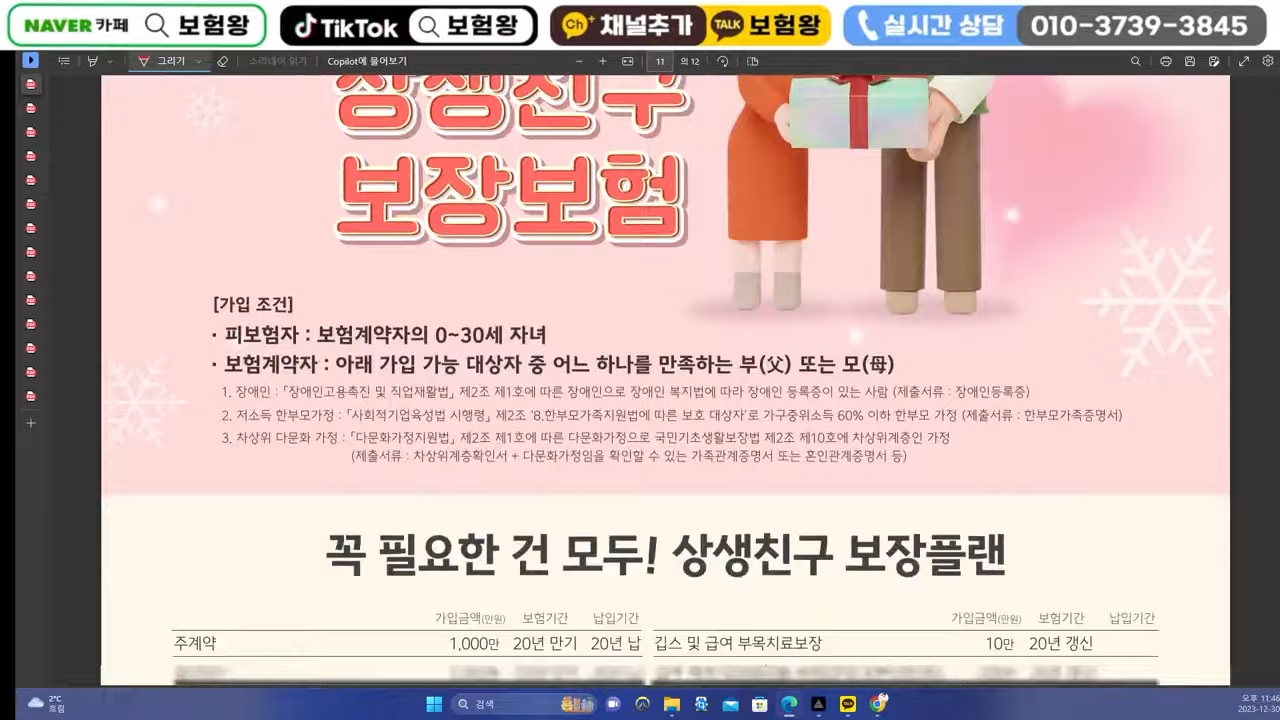 NAVER 카페 보험왕 TikTok 보험왕 Ch+ 채널추가 TALK 보험왕 실시간 상담 010-3739-3845
그리기 소리내어 읽기 Copilot에 물어보기 11 의 12
상생친구
보장보험
[가입 조건]
· 피보험자 : 보험계약자의 0~30세 자녀
· 보험계약자 : 아래 가입 가능 대상자 중 어느 하나를 만족하는 부(父) 또는 모(母)
1. 장애인 : 「장애인고용촉진 및 직업재활법」 제2조 제1호에 따른 장애인으로 장애인 복지법에 따라 장애인 등록증이 있는 사람 (제출서류 : 장애인등록증)
2. 저소득 한부모가정 : 「사회적기업육성법 시행령」 제2조 '8.한부모가족지원법에 따른 보호 대상자'로 가구중위소득 60% 이하 한부모 가정 (제출서류 : 한부모가족증명서)
3. 차상위 다문화 가정 : 「다문화가정지원법」 제2조 제1호에 따른 다문화가정으로 국민기초생활보장법 제2조 제10호에 차상위계층인 가정
(제출서류 : 차상위계층확인서 + 다문화가정임을 확인할 수 있는 가족관계증명서 또는 혼인관계증명서 등)
꼭 필요한 건 모두! 상생친구 보장플랜
가입금액(만원) 보험기간 납입기간 가입금액(만원) 보험기간 납입기간
주계약 1,000만 20년 만기 20년 납 깁스 및 급여 부목치료보장 10만 20년 갱신
2°C
흐림
검색
오후 11:46
2023-12-30